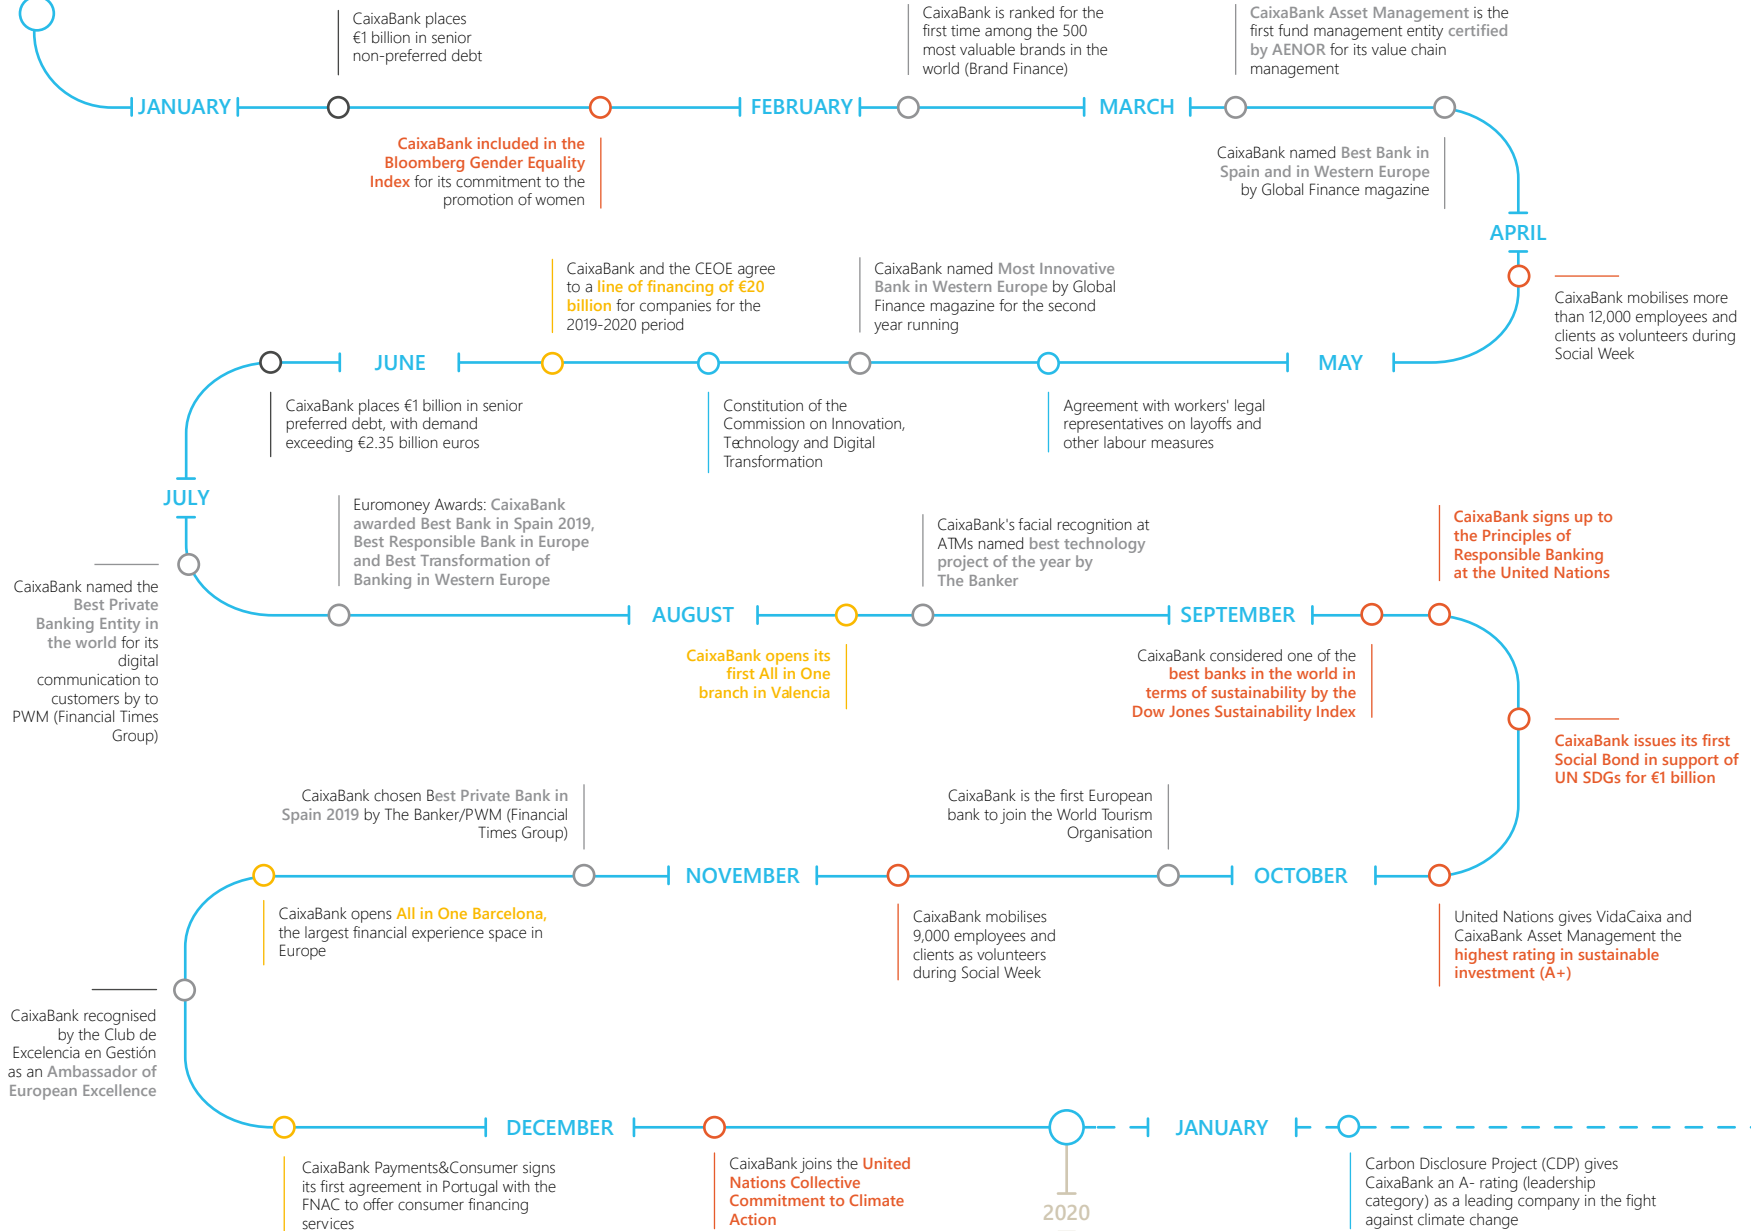 CaixaBank places
€1 billion in senior
non-preferred debt
CaixaBank is ranked for the
first time among the 500
most valuable brands in the
world (Brand Finance)
CaixaBank Asset Management is the
first fund management entity certified
by AENOR for its value chain
management
JANUARY
FEBRUARY
MARCH
CaixaBank included in the
Bloomberg Gender Equality
Index for its commitment to the
promotion of women
CaixaBank named Best Bank in
Spain and in Western Europe
by Global Finance magazine
APRIL
CaixaBank mobilises more
than 12,000 employees and
clients as volunteers during
Social Week
CaixaBank and the CEOE agree
to a line of financing of €20
billion for companies for the
2019-2020 period
CaixaBank named Most Innovative
Bank in Western Europe by Global
Finance magazine for the second
year running
JUNE
MAY
CaixaBank places €1 billion in senior
preferred debt, with demand
exceeding €2.35 billion euros
Constitution of the
Commission on Innovation,
Technology and Digital
Transformation
Agreement with workers' legal
representatives on layoffs and
other labour measures
JULY
CaixaBank named the
Best Private
Banking Entity in
the world for its
digital
communication to
customers by to
PWM (Financial Times
Group)
Euromoney Awards: CaixaBank
awarded Best Bank in Spain 2019,
Best Responsible Bank in Europe
and Best Transformation of
Banking in Western Europe
CaixaBank's facial recognition at
ATMs named best technology
project of the year by
The Banker
CaixaBank signs up to
the Principles of
Responsible Banking
at the United Nations
AUGUST
SEPTEMBER
CaixaBank opens its
first All in One
branch in Valencia
CaixaBank considered one of the
best banks in the world in
terms of sustainability by the
Dow Jones Sustainability Index
CaixaBank issues its first
Social Bond in support of
UN SDGs for €1 billion
CaixaBank chosen Best Private Bank in
Spain 2019 by The Banker/PWM (Financial
Times Group)
CaixaBank is the first European
bank to join the World Tourism
Organisation
NOVEMBER
OCTOBER
CaixaBank opens All in One Barcelona,
the largest financial experience space in
Europe
CaixaBank mobilises
9,000 employees and
clients as volunteers
during Social Week
United Nations gives VidaCaixa and
CaixaBank Asset Management the
highest rating in sustainable
investment (A+)
CaixaBank recognised
by the Club de
Excelencia en Gestión
as an Ambassador of
European Excellence
DECEMBER
JANUARY
CaixaBank Payments&Consumer signs
its first agreement in Portugal with the
FNAC to offer consumer financing
services
CaixaBank joins the United
Nations Collective
Commitment to Climate
Action
2020
Carbon Disclosure Project (CDP) gives
CaixaBank an A- rating (leadership
category) as a leading company in the fight
against climate change